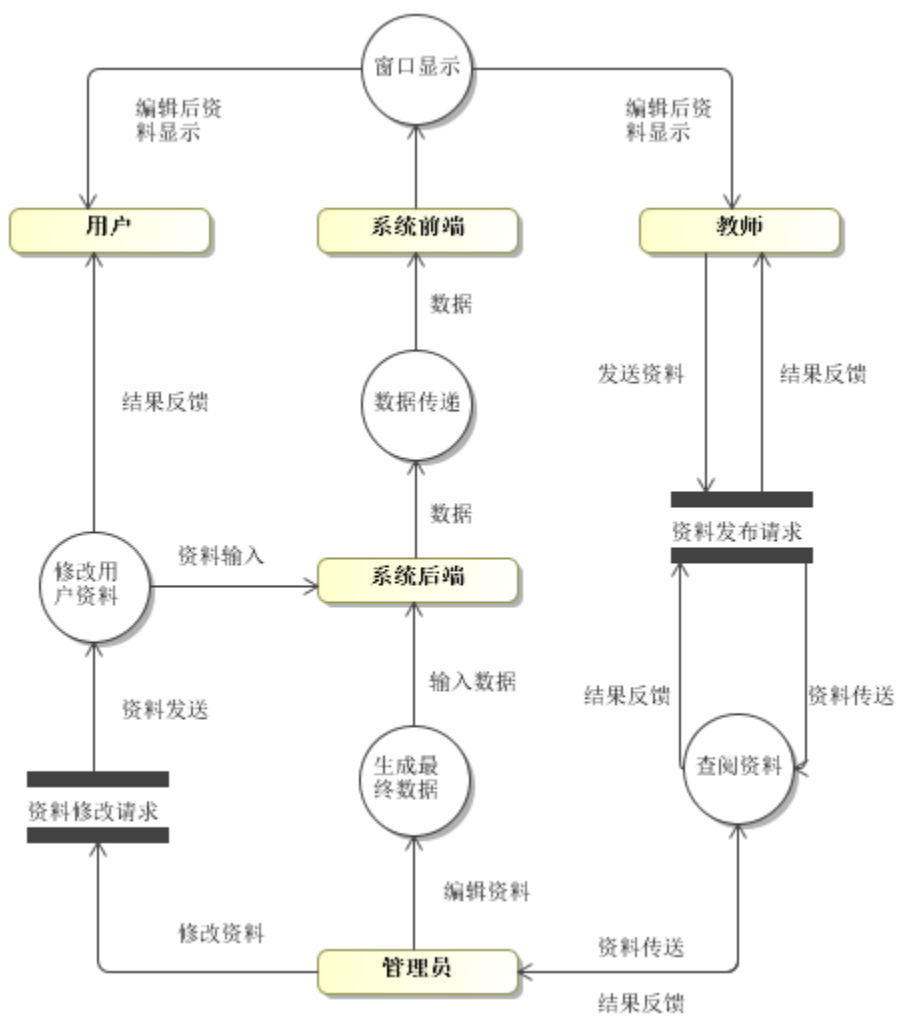 窗口显示
编辑后资
料显示
编辑后资
料显示
用户
系统前端
教师
数据
发送资料
结果反馈
结果反馈
数据传递
数据
资料发布请求
资料输入
修改用
户资料
系统后端
输入数据
结果反馈
资料传送
资料发送
生成最
终数据
查阅资料
资料修改请求
编辑资料
修改资料
资料传送
管理员
结果反馈